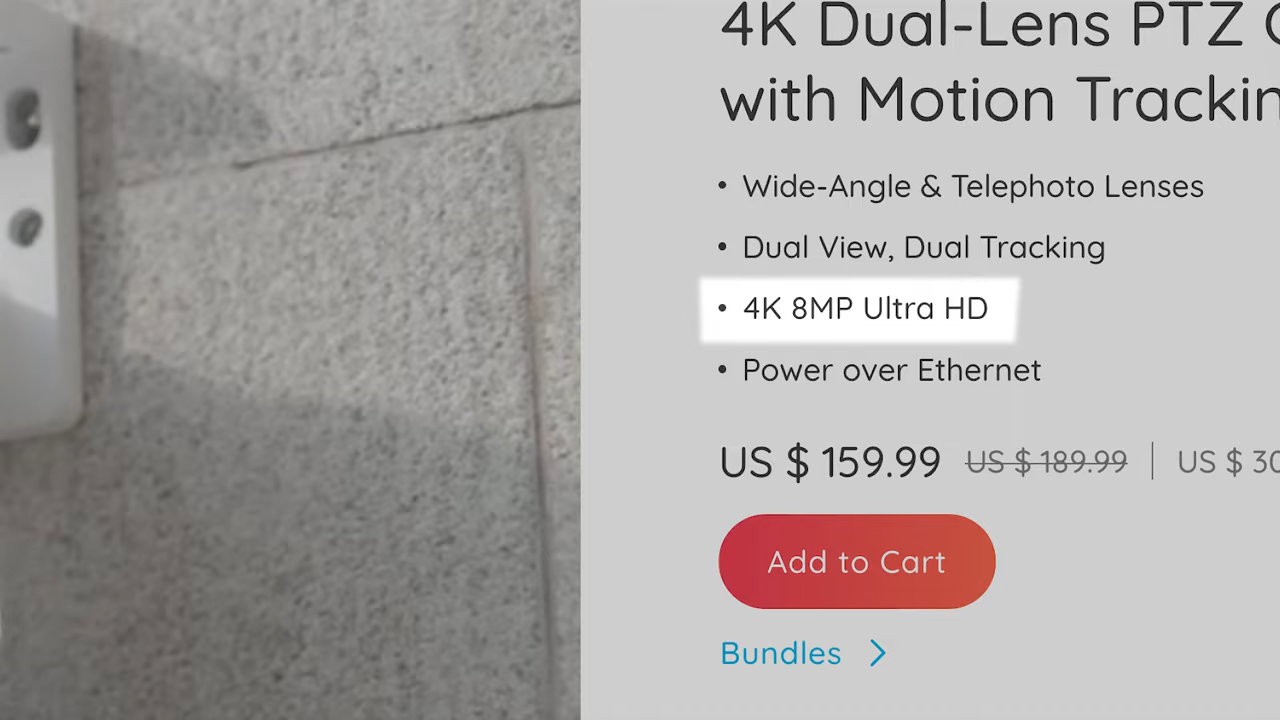 4K Dual-Lens PTZ
with Motion Trackin
• Wide-Angle & Telephoto Lenses
• Dual View, Dual Tracking
• 4K 8MP Ultra HD
• Power over Ethernet
US $ 159.99 US $ 189.99 | US $ 30
Add to Cart
Bundles >